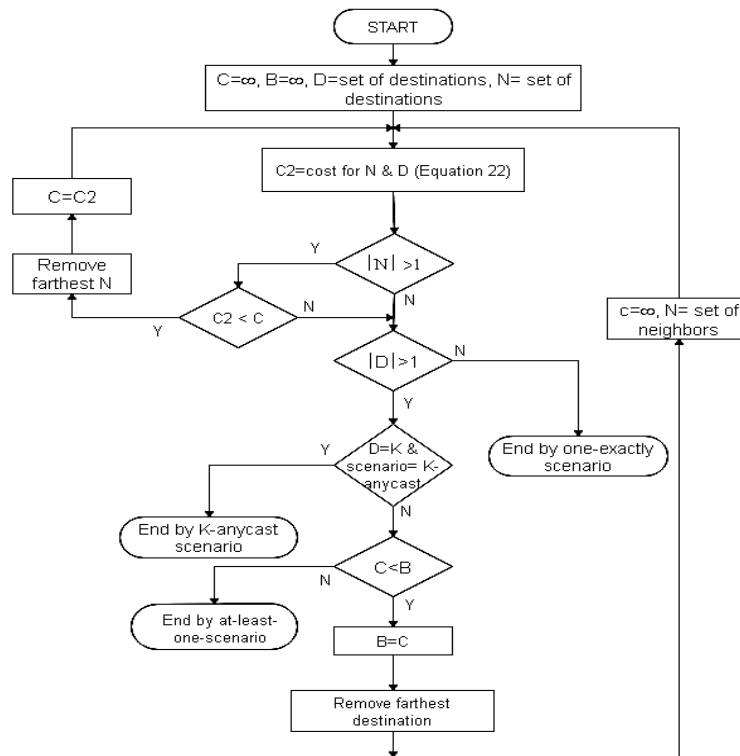 START
C=∞, B=∞, D=set of destinations, N= set of
destinations
C2=cost for N & D (Equation 22)
C=C2
Y
|N| >1
Remove
farthest N
N
C2 < C
N
Y
c=∞, N= set of
neighbors
|D|>1
N
Y
D=K &
scenario= K-
anycast
Y
End by one-exactly
scenario
N
End by K-anycast
scenario
C<B
N
Y
End by at-least-
one-scenario
B=C
Remove farthest
destination